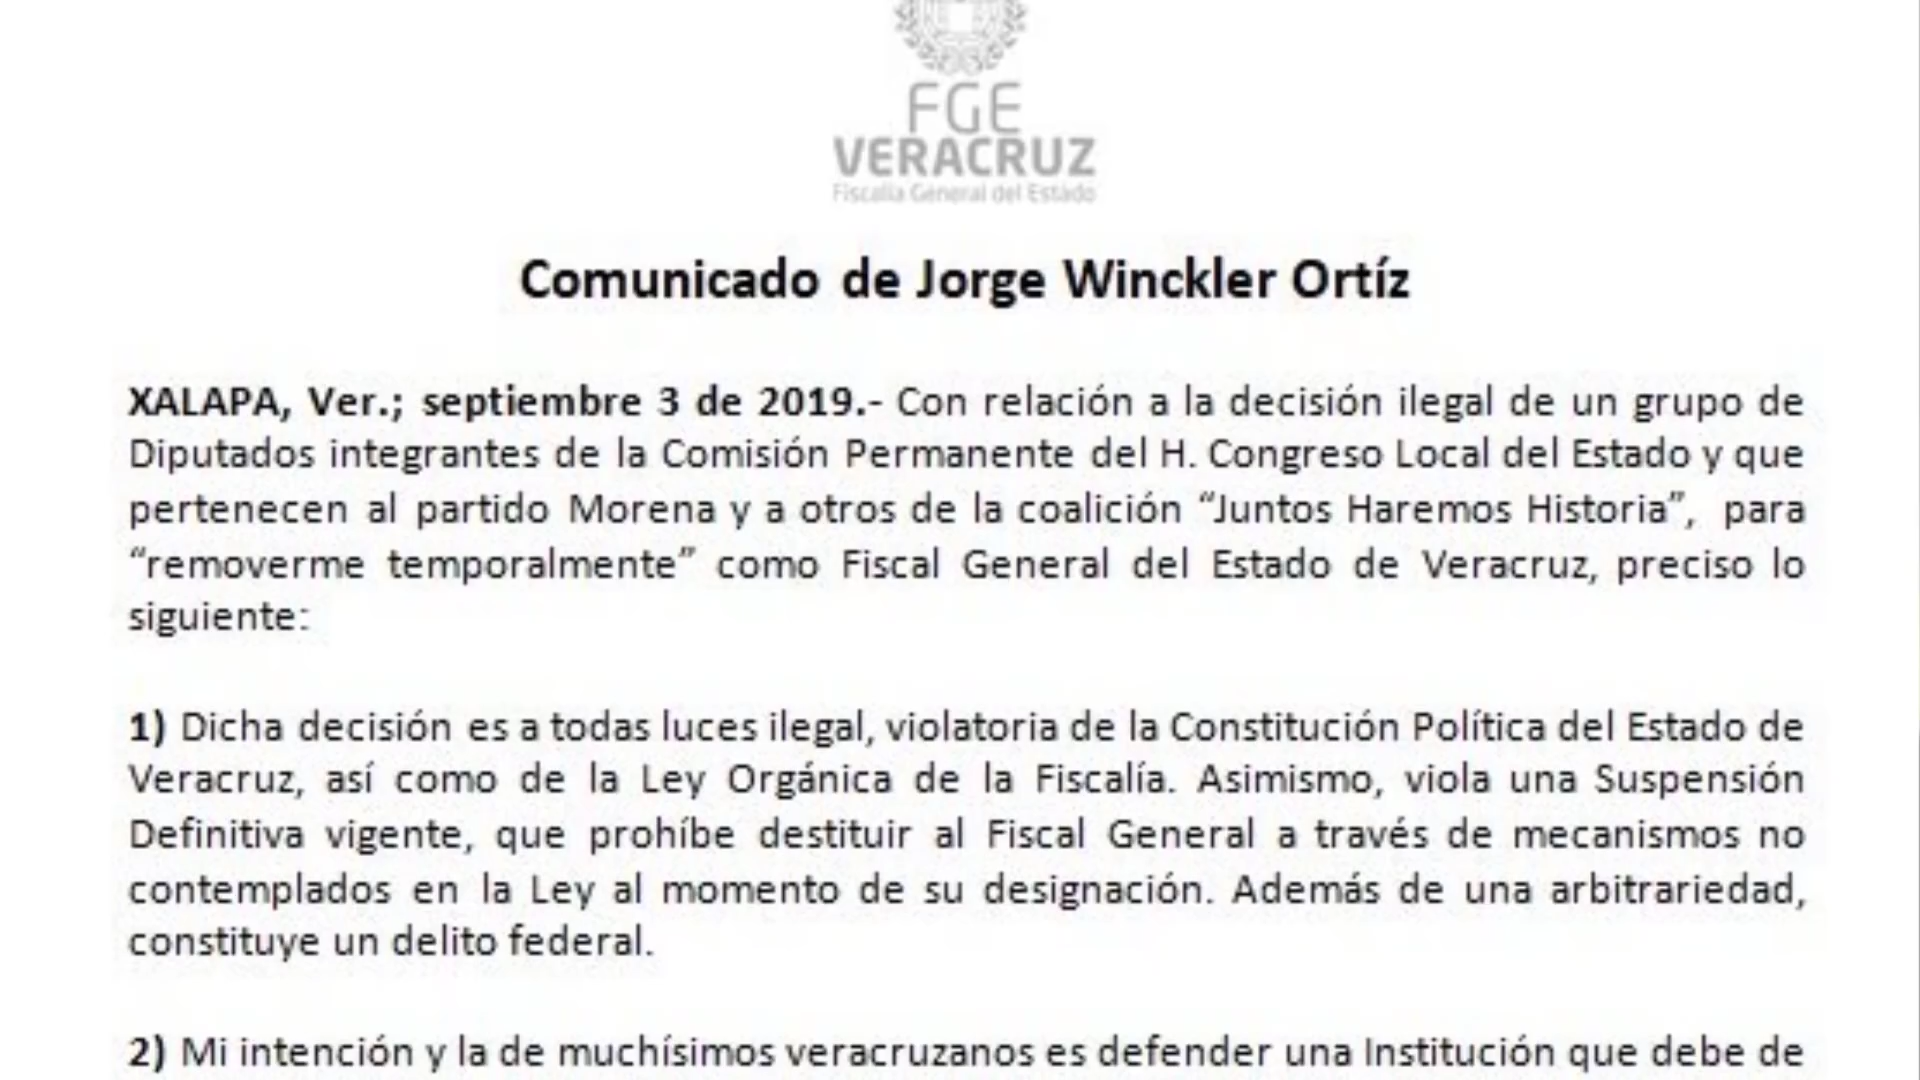 FGE
VERACRUZ
Fiscalía General del Estado
Comunicado de Jorge Winckler Ortíz
XALAPA, Ver.; septiembre 3 de 2019.- Con relación a la decisión ilegal de un grupo de
Diputados integrantes de la Comisión Permanente del H. Congreso Local del Estado y que
pertenecen al partido Morena y a otros de la coalición “Juntos Haremos Historia”, para
“removerme temporalmente” como Fiscal General del Estado de Veracruz, preciso lo
siguiente:
1) Dicha decisión es a todas luces ilegal, violatoria de la Constitución Política del Estado de
Veracruz, así como de la Ley Orgánica de la Fiscalía. Asimismo, viola una Suspensión
Definitiva vigente, que prohíbe destituir al Fiscal General a través de mecanismos no
contemplados en la Ley al momento de su designación. Además de una arbitrariedad,
constituye un delito federal.
2) Mi intención y la de muchísimos veracruzanos es defender una Institución que debe de